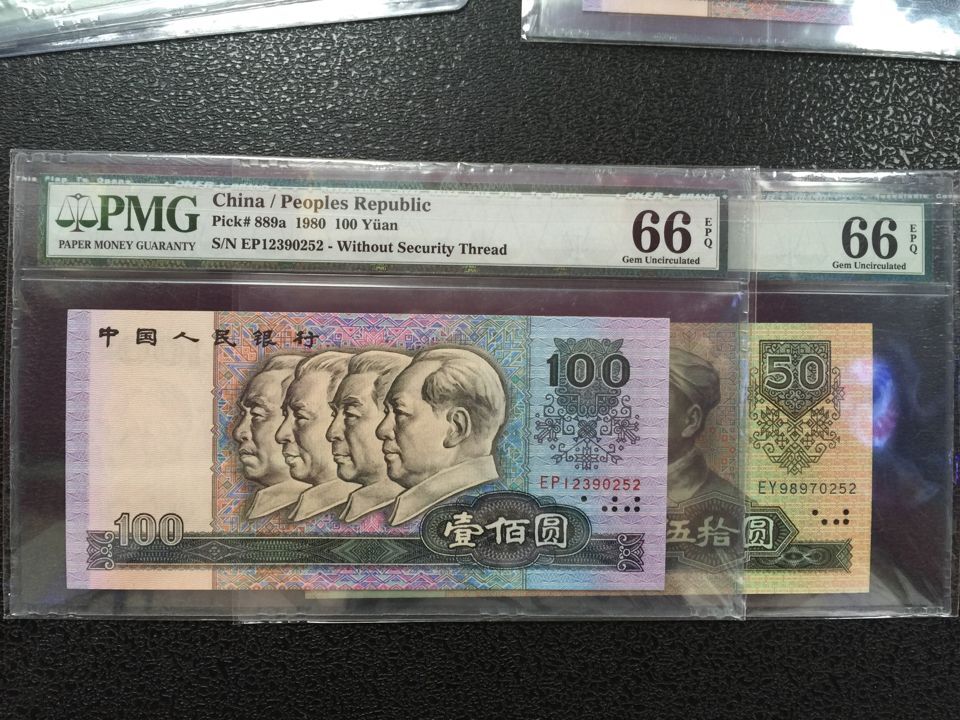 PMG
PAPER MONEY GUARANTY
China / Peoples Republic
Pick# 889a 1980 100 Yüan
S/N EP12390252 - Without Security Thread
66 EPQ
Gem Uncirculated
66 EPQ
Gem Uncirculated
中国人民银行
100
EP12390252
100
壹佰圆
50
EY98970252
伍拾圆